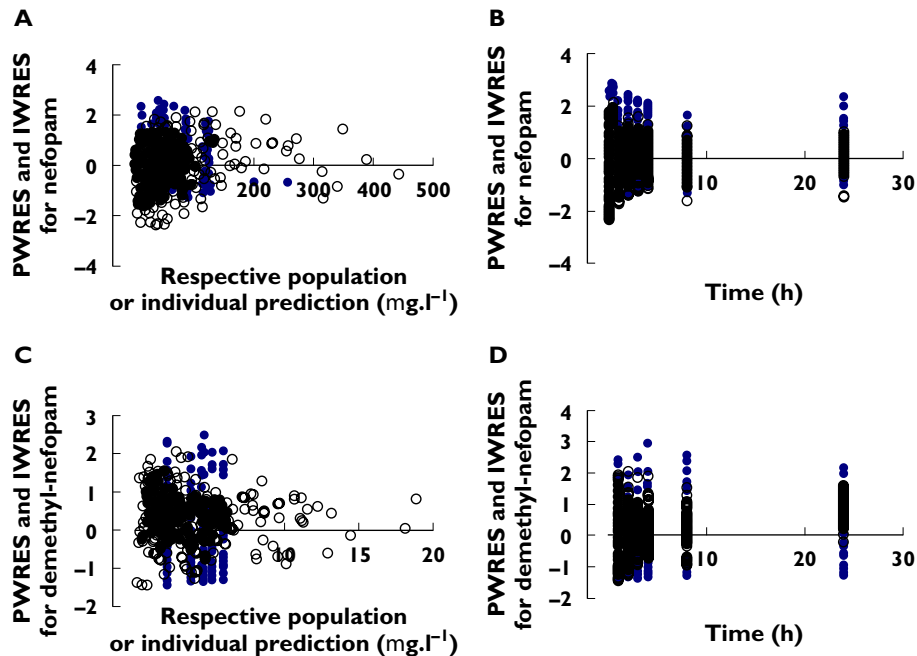 A
PWRES and IWRES
for nefopam
4
2
0
–2
–4
200 300 400 500
Respective population
or individual prediction (mg.l⁻¹)
B
PWRES and IWRES
for nefopam
4
2
0
–2
–4
10 20 30
Time (h)
C
PWRES and IWRES
for demethyl-nefopam
3
2
1
0
–1
–2
10 15 20
Respective population
or individual prediction (mg.l⁻¹)
D
PWRES and IWRES
for demethyl-nefopam
4
3
2
1
0
–1
–2
10 20 30
Time (h)